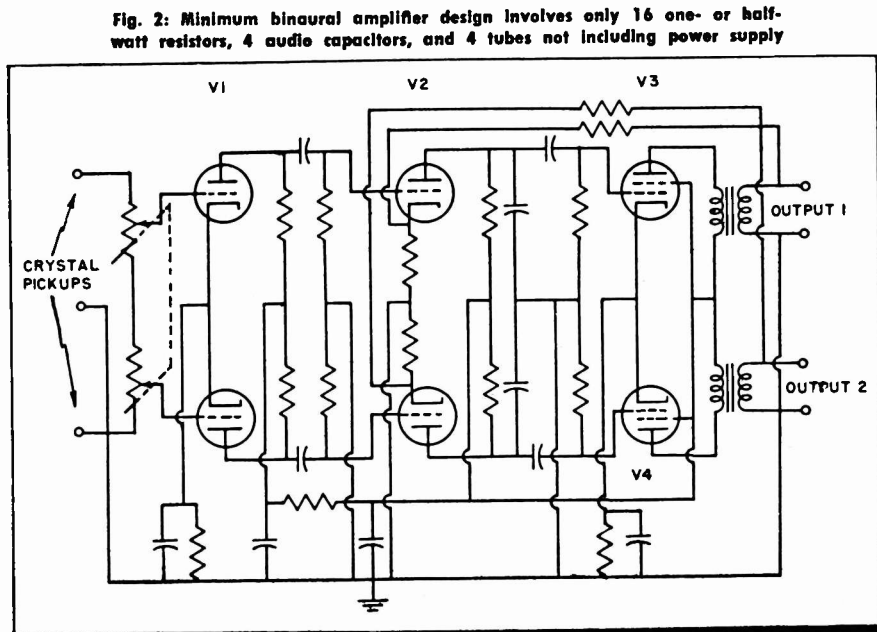 Fig. 2: Minimum binaural amplifier design involves only 16 one- or half-
watt resistors, 4 audio capacitors, and 4 tubes not including power supply
V1
V2
V3
CRYSTAL
PICKUPS
OUTPUT 1
OUTPUT 2
V4